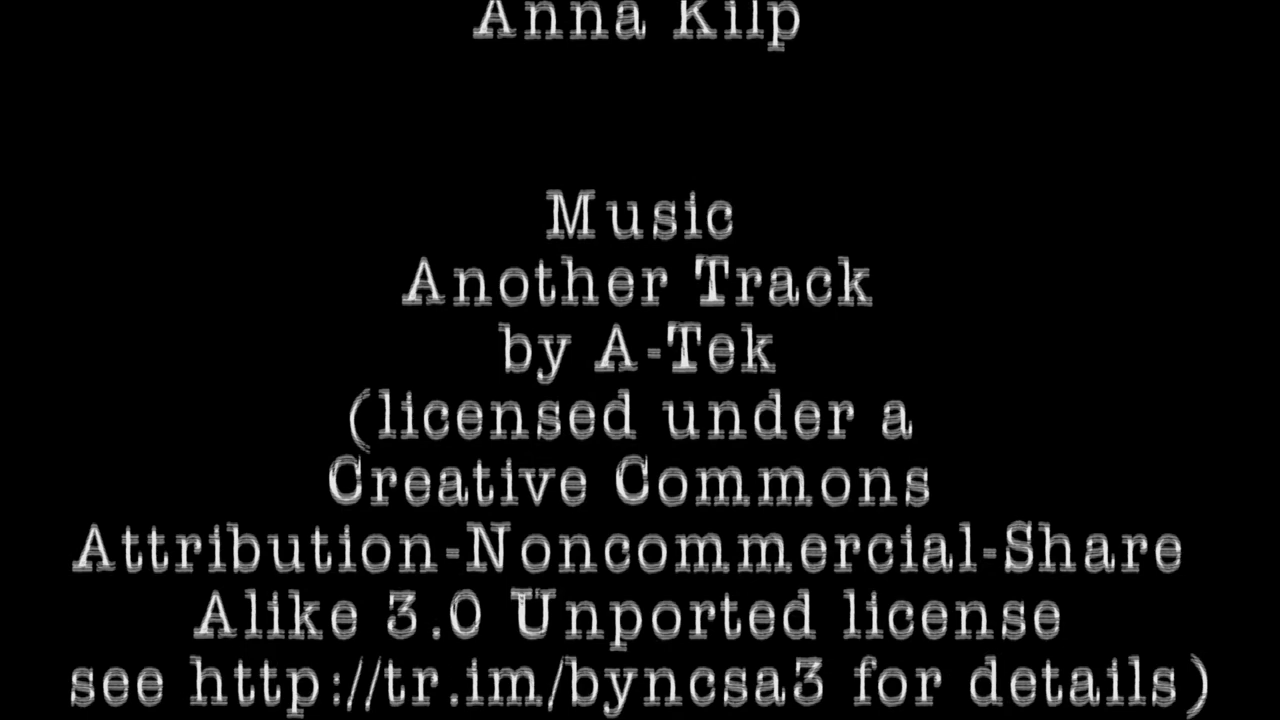 Anna Kilp
Music
Another Track
by A-Tek
(licensed under a
Creative Commons
Attribution-Noncommercial-Share
Alike 3.0 Unported license
see http://tr.im/byncsa3 for details)